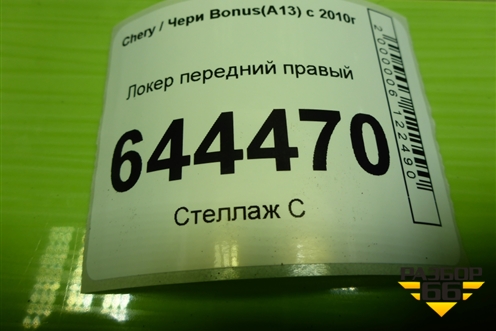 Chery / Чери Bonus(A13) с 2010г
Локер передний правый
644470
Стеллаж С
2000006122490
РАЗБОР
66